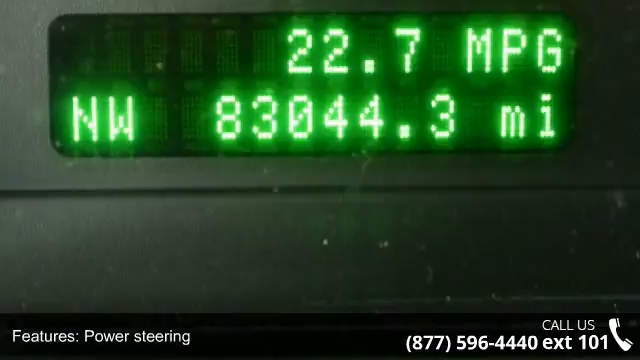 22.7 MPG
NW 83044.3 mi
CALL US
Features: Power steering
(877) 596-4440 ext 101